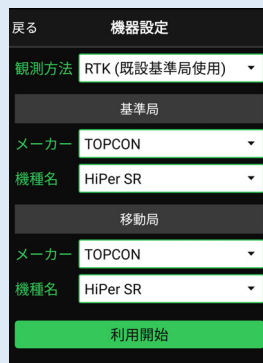 戻る 機器設定
観測方法 RTK (既設基準局使用)
基準局
メーカー TOPCON
機種名 HiPer SR
移動局
メーカー TOPCON
機種名 HiPer SR
利用開始